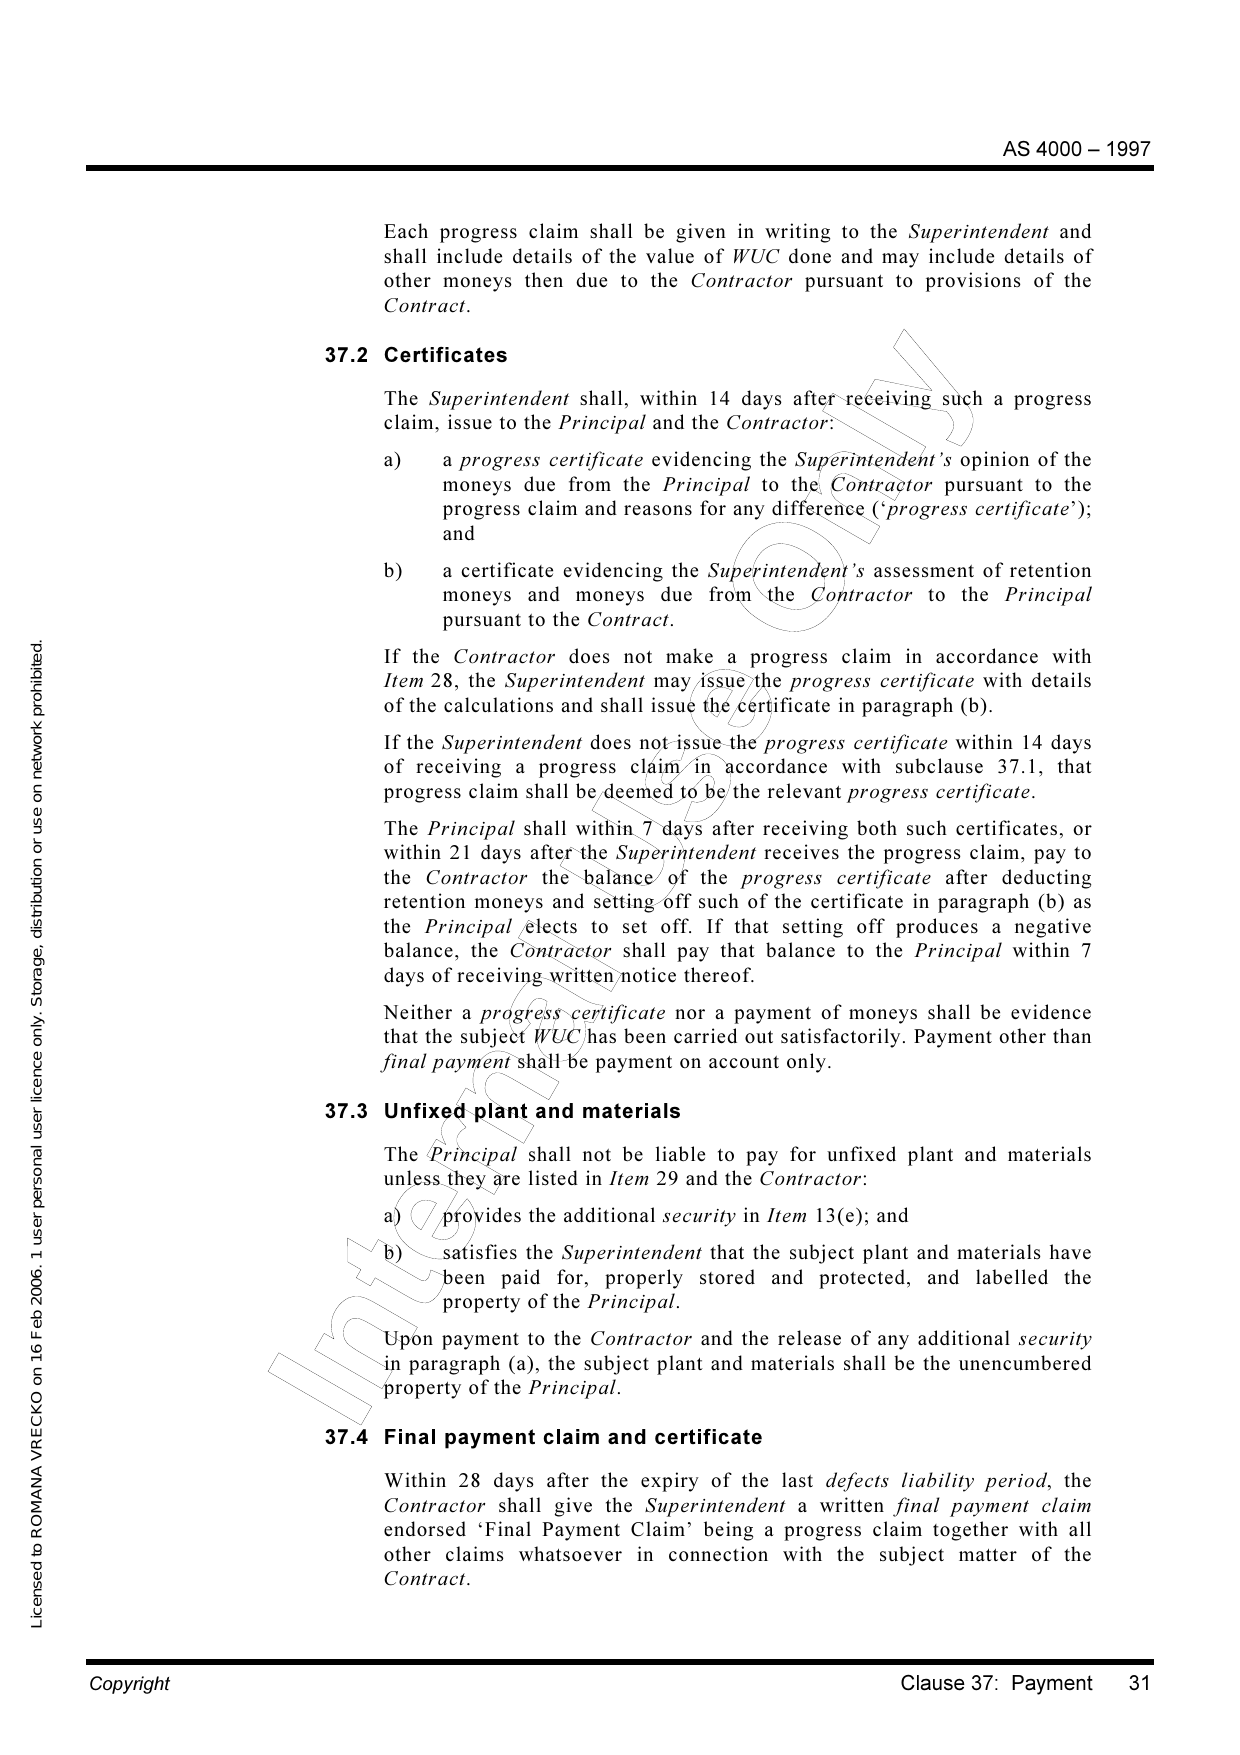 AS 4000 – 1997
Each progress claim shall be given in writing to the Superintendent and
shall include details of the value of WUC done and may include details of
other moneys then due to the Contractor pursuant to provisions of the
Contract.
37.2 Certificates
The Superintendent shall, within 14 days after receiving such a progress
claim, issue to the Principal and the Contractor:
a) a progress certificate evidencing the Superintendent’s opinion of the
moneys due from the Principal to the Contractor pursuant to the
progress claim and reasons for any difference (‘progress certificate’);
and
b) a certificate evidencing the Superintendent’s assessment of retention
moneys and moneys due from the Contractor to the Principal
pursuant to the Contract.
If the Contractor does not make a progress claim in accordance with
Item 28, the Superintendent may issue the progress certificate with details
of the calculations and shall issue the certificate in paragraph (b).
If the Superintendent does not issue the progress certificate within 14 days
of receiving a progress claim in accordance with subclause 37.1, that
progress claim shall be deemed to be the relevant progress certificate.
The Principal shall within 7 days after receiving both such certificates, or
within 21 days after the Superintendent receives the progress claim, pay to
the Contractor the balance of the progress certificate after deducting
retention moneys and setting off such of the certificate in paragraph (b) as
the Principal elects to set off. If that setting off produces a negative
balance, the Contractor shall pay that balance to the Principal within 7
days of receiving written notice thereof.
Neither a progress certificate nor a payment of moneys shall be evidence
that the subject WUC has been carried out satisfactorily. Payment other than
final payment shall be payment on account only.
37.3 Unfixed plant and materials
The Principal shall not be liable to pay for unfixed plant and materials
unless they are listed in Item 29 and the Contractor:
a) provides the additional security in Item 13(e); and
b) satisfies the Superintendent that the subject plant and materials have
been paid for, properly stored and protected, and labelled the
property of the Principal.
Upon payment to the Contractor and the release of any additional security
in paragraph (a), the subject plant and materials shall be the unencumbered
property of the Principal.
37.4 Final payment claim and certificate
Within 28 days after the expiry of the last defects liability period, the
Contractor shall give the Superintendent a written final payment claim
endorsed ‘Final Payment Claim’ being a progress claim together with all
other claims whatsoever in connection with the subject matter of the
Contract.
Copyright Clause 37: Payment 31
Licensed to ROMANA VRECKO on 16 Feb 2006. 1 user personal user licence only. Storage, distribution or use on network prohibited.
Internal use Only